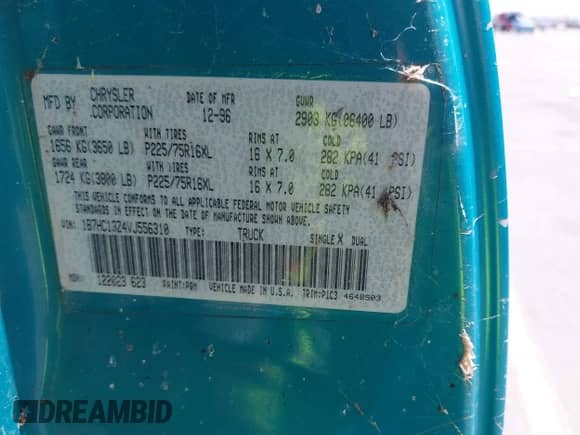 MFD BY CHRYSLER CORPORATION DATE OF MFR 12-96 GVWR 2903 KG(06400 LB)
GAWR FRONT WITH TIRES RIMS AT COLD
1656 KG(3650 LB) P225/75R16XL 16 X 7.0 282 KPA(41 PSI)
GAWR REAR WITH TIRES RIMS AT COLD
1724 KG(3800 LB) P225/75R16XL 16 X 7.0 282 KPA(41 PSI)
THIS VEHICLE CONFORMS TO ALL APPLICABLE FEDERAL MOTOR VEHICLE SAFETY
STANDARDS IN EFFECT ON THE DATE OF MANUFACTURE SHOWN ABOVE.
VIN: 1B7HC13Z4VJ556310 TYPE: TRUCK SINGLE X DUAL
MDH: 122023 623 PAINT:PRM VEHICLE MADE IN U.S.A. TRIM:P1C3 4648503
DREAMBID